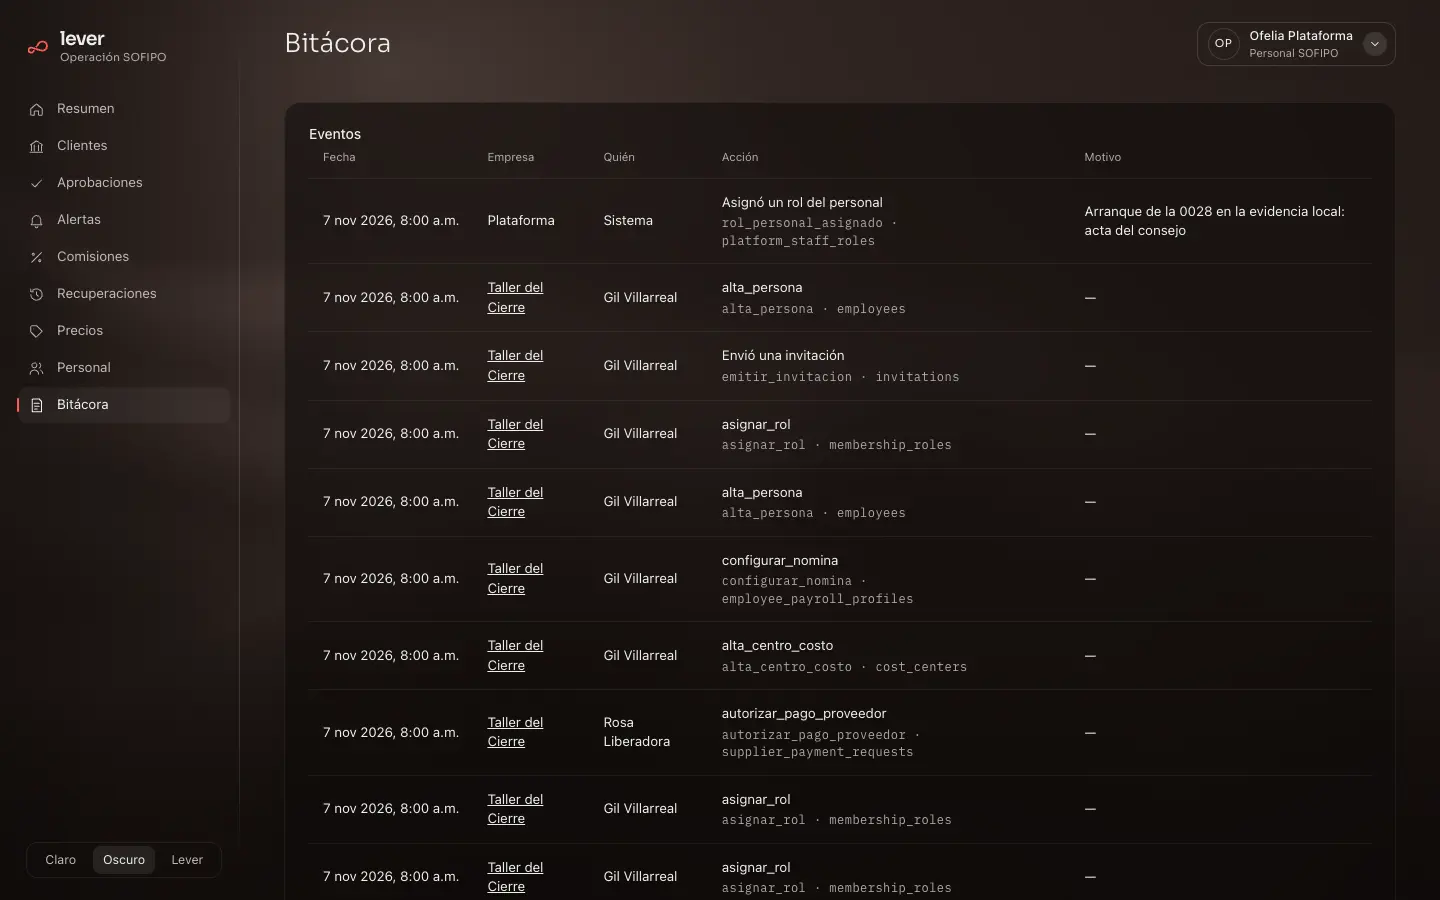 lever
Operación SOFIPO
Resumen
Clientes
Aprobaciones
Alertas
Comisiones
Recuperaciones
Precios
Personal
Bitácora
Claro
Oscuro
Lever
Bitácora
OP
Ofelia Plataforma
Personal SOFIPO
Eventos
Fecha
Empresa
Quién
Acción
Motivo
7 nov 2026, 8:00 a.m.
Plataforma
Sistema
Asignó un rol del personal
rol_personal_asignado ·
platform_staff_roles
Arranque de la 0028 en la evidencia local:
acta del consejo
7 nov 2026, 8:00 a.m.
Taller del
Cierre
Gil Villarreal
alta_persona
alta_persona · employees
—
7 nov 2026, 8:00 a.m.
Taller del
Cierre
Gil Villarreal
Envió una invitación
emitir_invitacion · invitations
—
7 nov 2026, 8:00 a.m.
Taller del
Cierre
Gil Villarreal
asignar_rol
asignar_rol · membership_roles
—
7 nov 2026, 8:00 a.m.
Taller del
Cierre
Gil Villarreal
alta_persona
alta_persona · employees
—
7 nov 2026, 8:00 a.m.
Taller del
Cierre
Gil Villarreal
configurar_nomina
configurar_nomina ·
employee_payroll_profiles
—
7 nov 2026, 8:00 a.m.
Taller del
Cierre
Gil Villarreal
alta_centro_costo
alta_centro_costo · cost_centers
—
7 nov 2026, 8:00 a.m.
Taller del
Cierre
Rosa
Liberadora
autorizar_pago_proveedor
autorizar_pago_proveedor ·
supplier_payment_requests
—
7 nov 2026, 8:00 a.m.
Taller del
Cierre
Gil Villarreal
asignar_rol
asignar_rol · membership_roles
—
7 nov 2026, 8:00 a.m.
Taller del
Cierre
Gil Villarreal
asignar_rol
asignar_rol · membership_roles
—